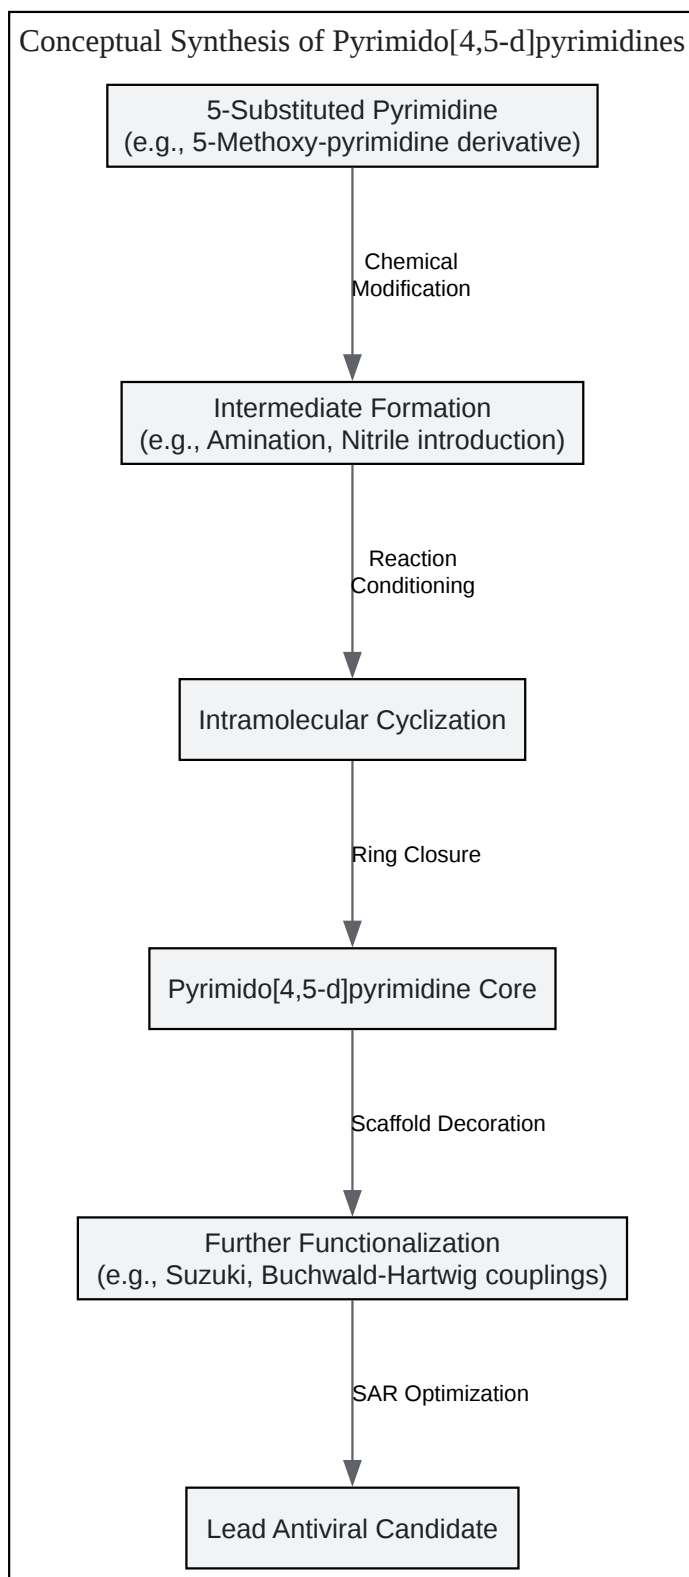 Conceptual Synthesis of Pyrimido[4,5-d]pyrimidines
5-Substituted Pyrimidine
(e.g., 5-Methoxy-pyrimidine derivative)
Chemical
Modification
Intermediate Formation
(e.g., Amination, Nitrile introduction)
Reaction
Conditioning
Intramolecular Cyclization
Ring Closure
Pyrimido[4,5-d]pyrimidine Core
Scaffold Decoration
Further Functionalization
(e.g., Suzuki, Buchwald-Hartwig couplings)
SAR Optimization
Lead Antiviral Candidate